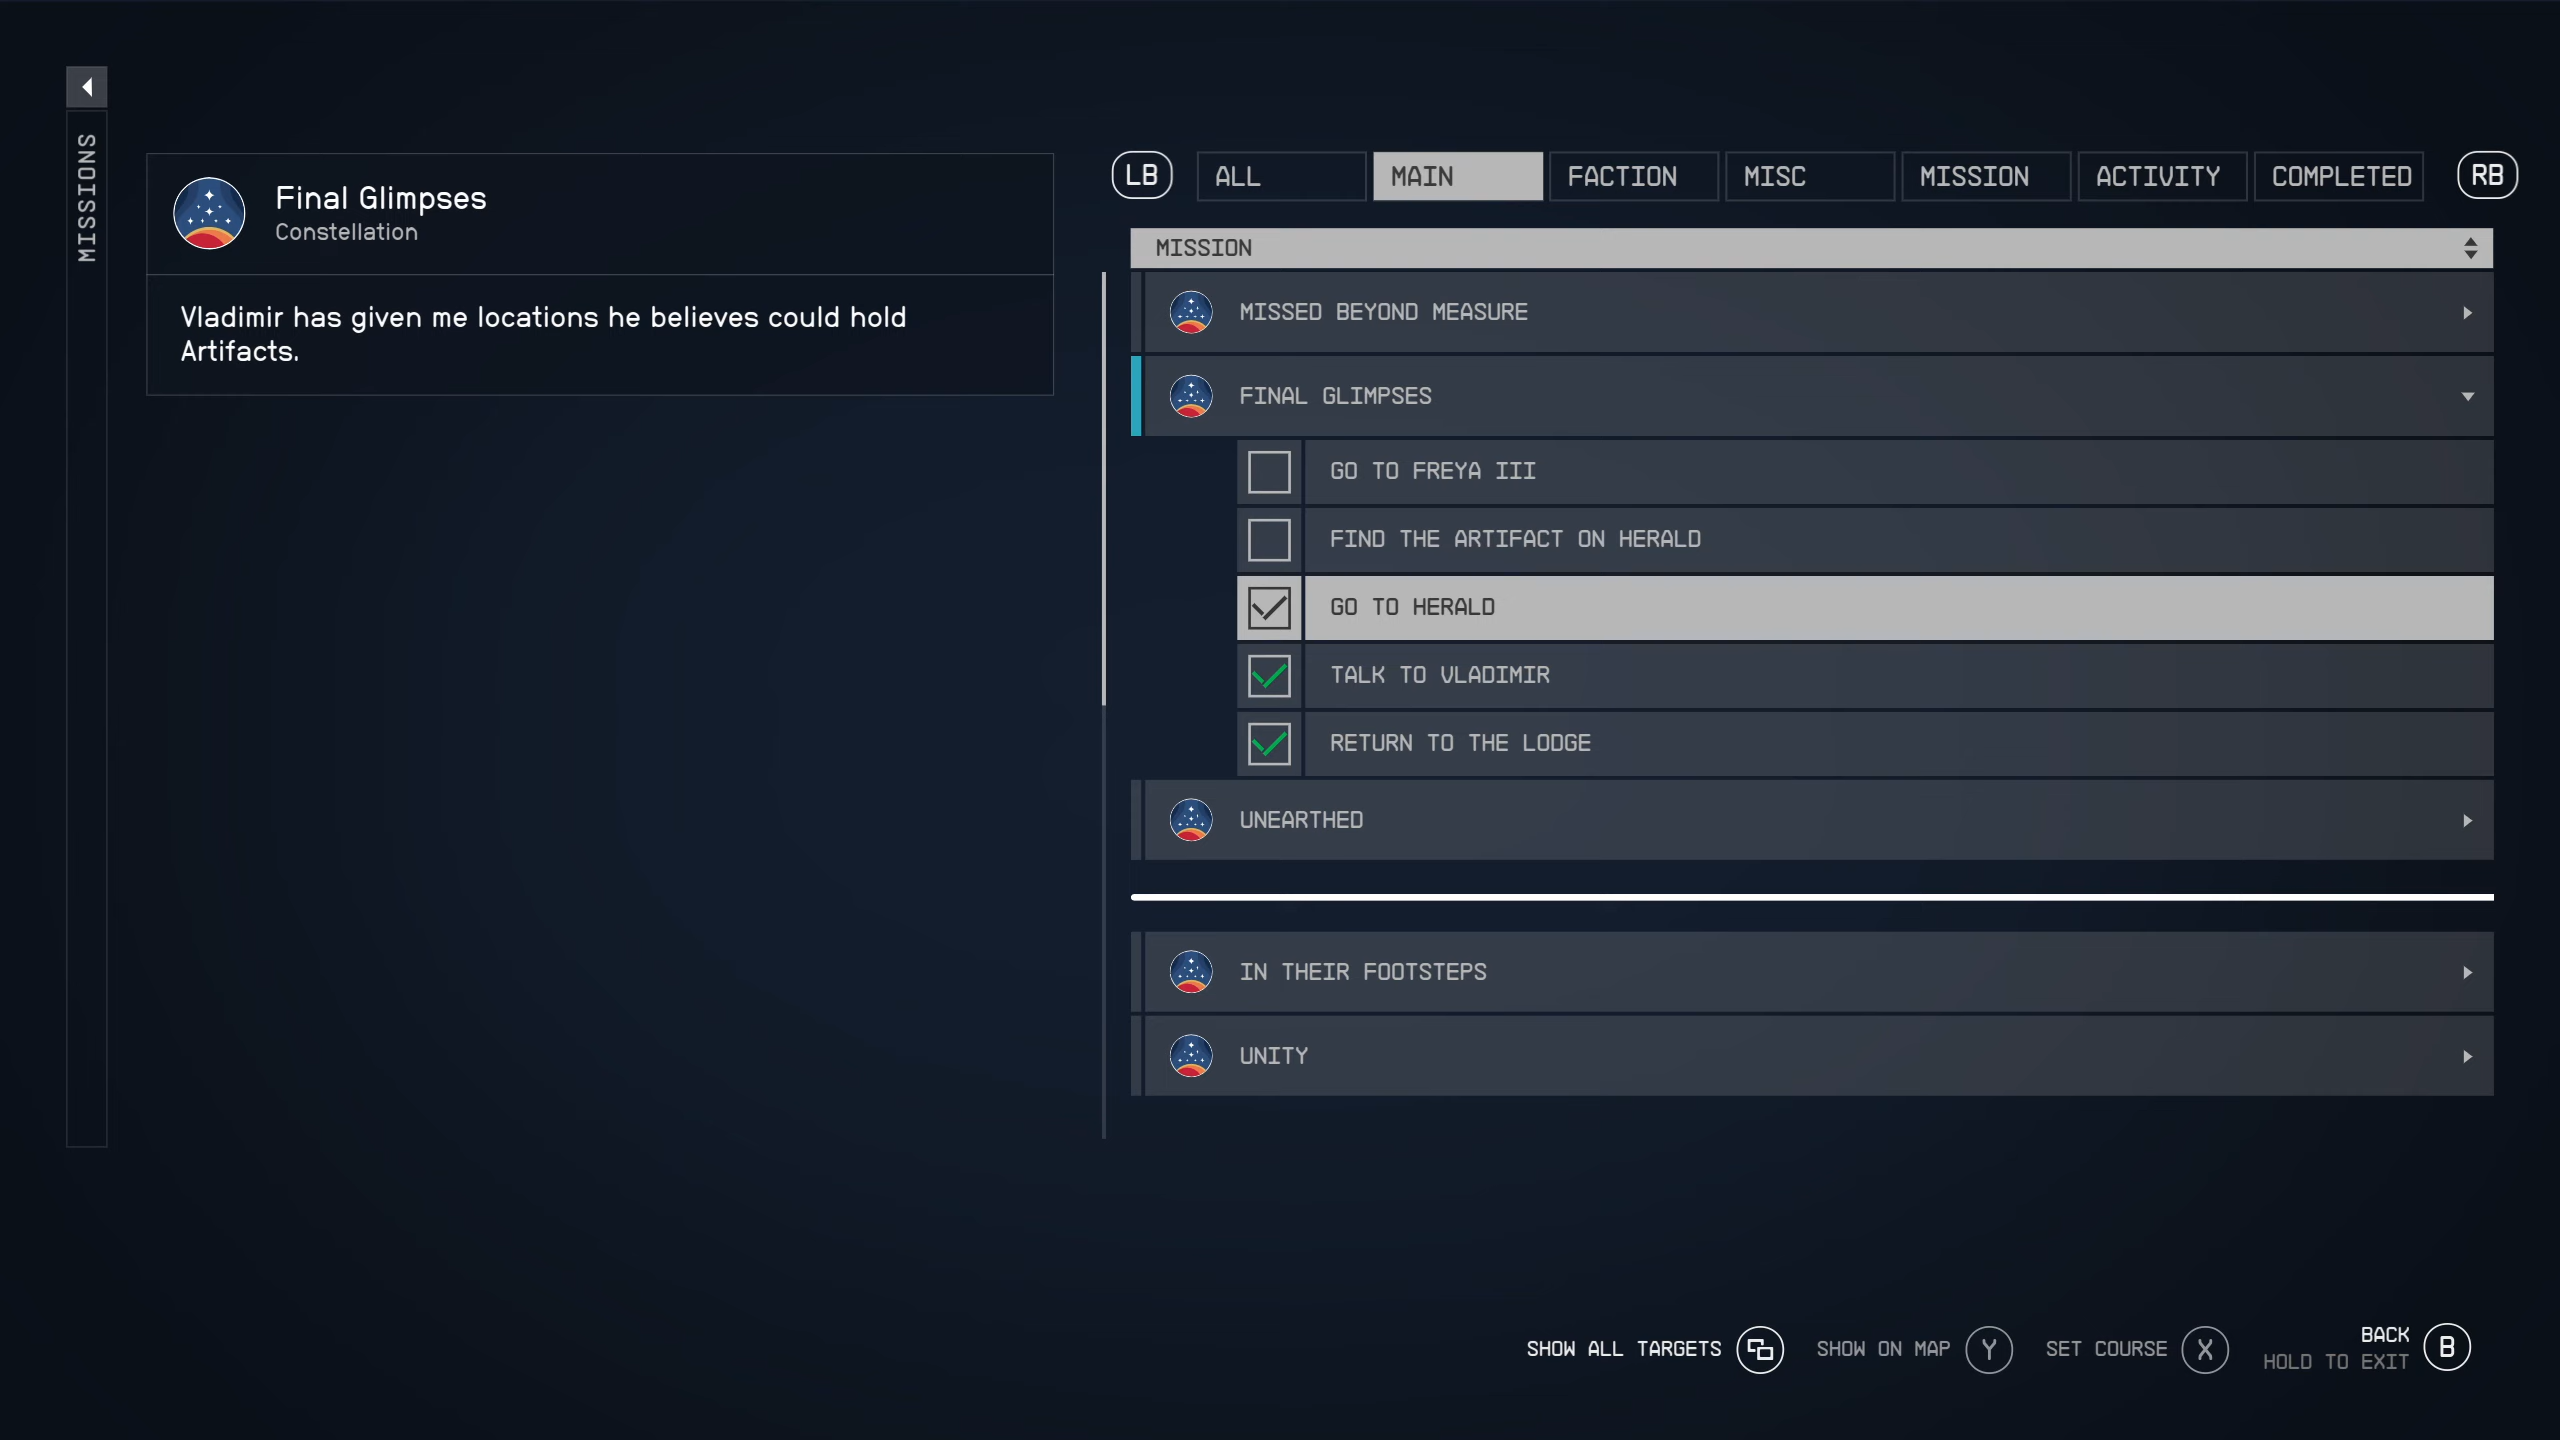 MISSIONS
Final Glimpses
Constellation
Vladimir has given me locations he believes could hold
Artifacts.
LB ALL MAIN FACTION MISC MISSION ACTIVITY COMPLETED RB
MISSION
MISSED BEYOND MEASURE
FINAL GLIMPSES
GO TO FREYA III
FIND THE ARTIFACT ON HERALD
GO TO HERALD
TALK TO VLADIMIR
RETURN TO THE LODGE
UNEARTHED
IN THEIR FOOTSTEPS
UNITY
SHOW ALL TARGETS SHOW ON MAP Y SET COURSE X BACK B
HOLD TO EXIT